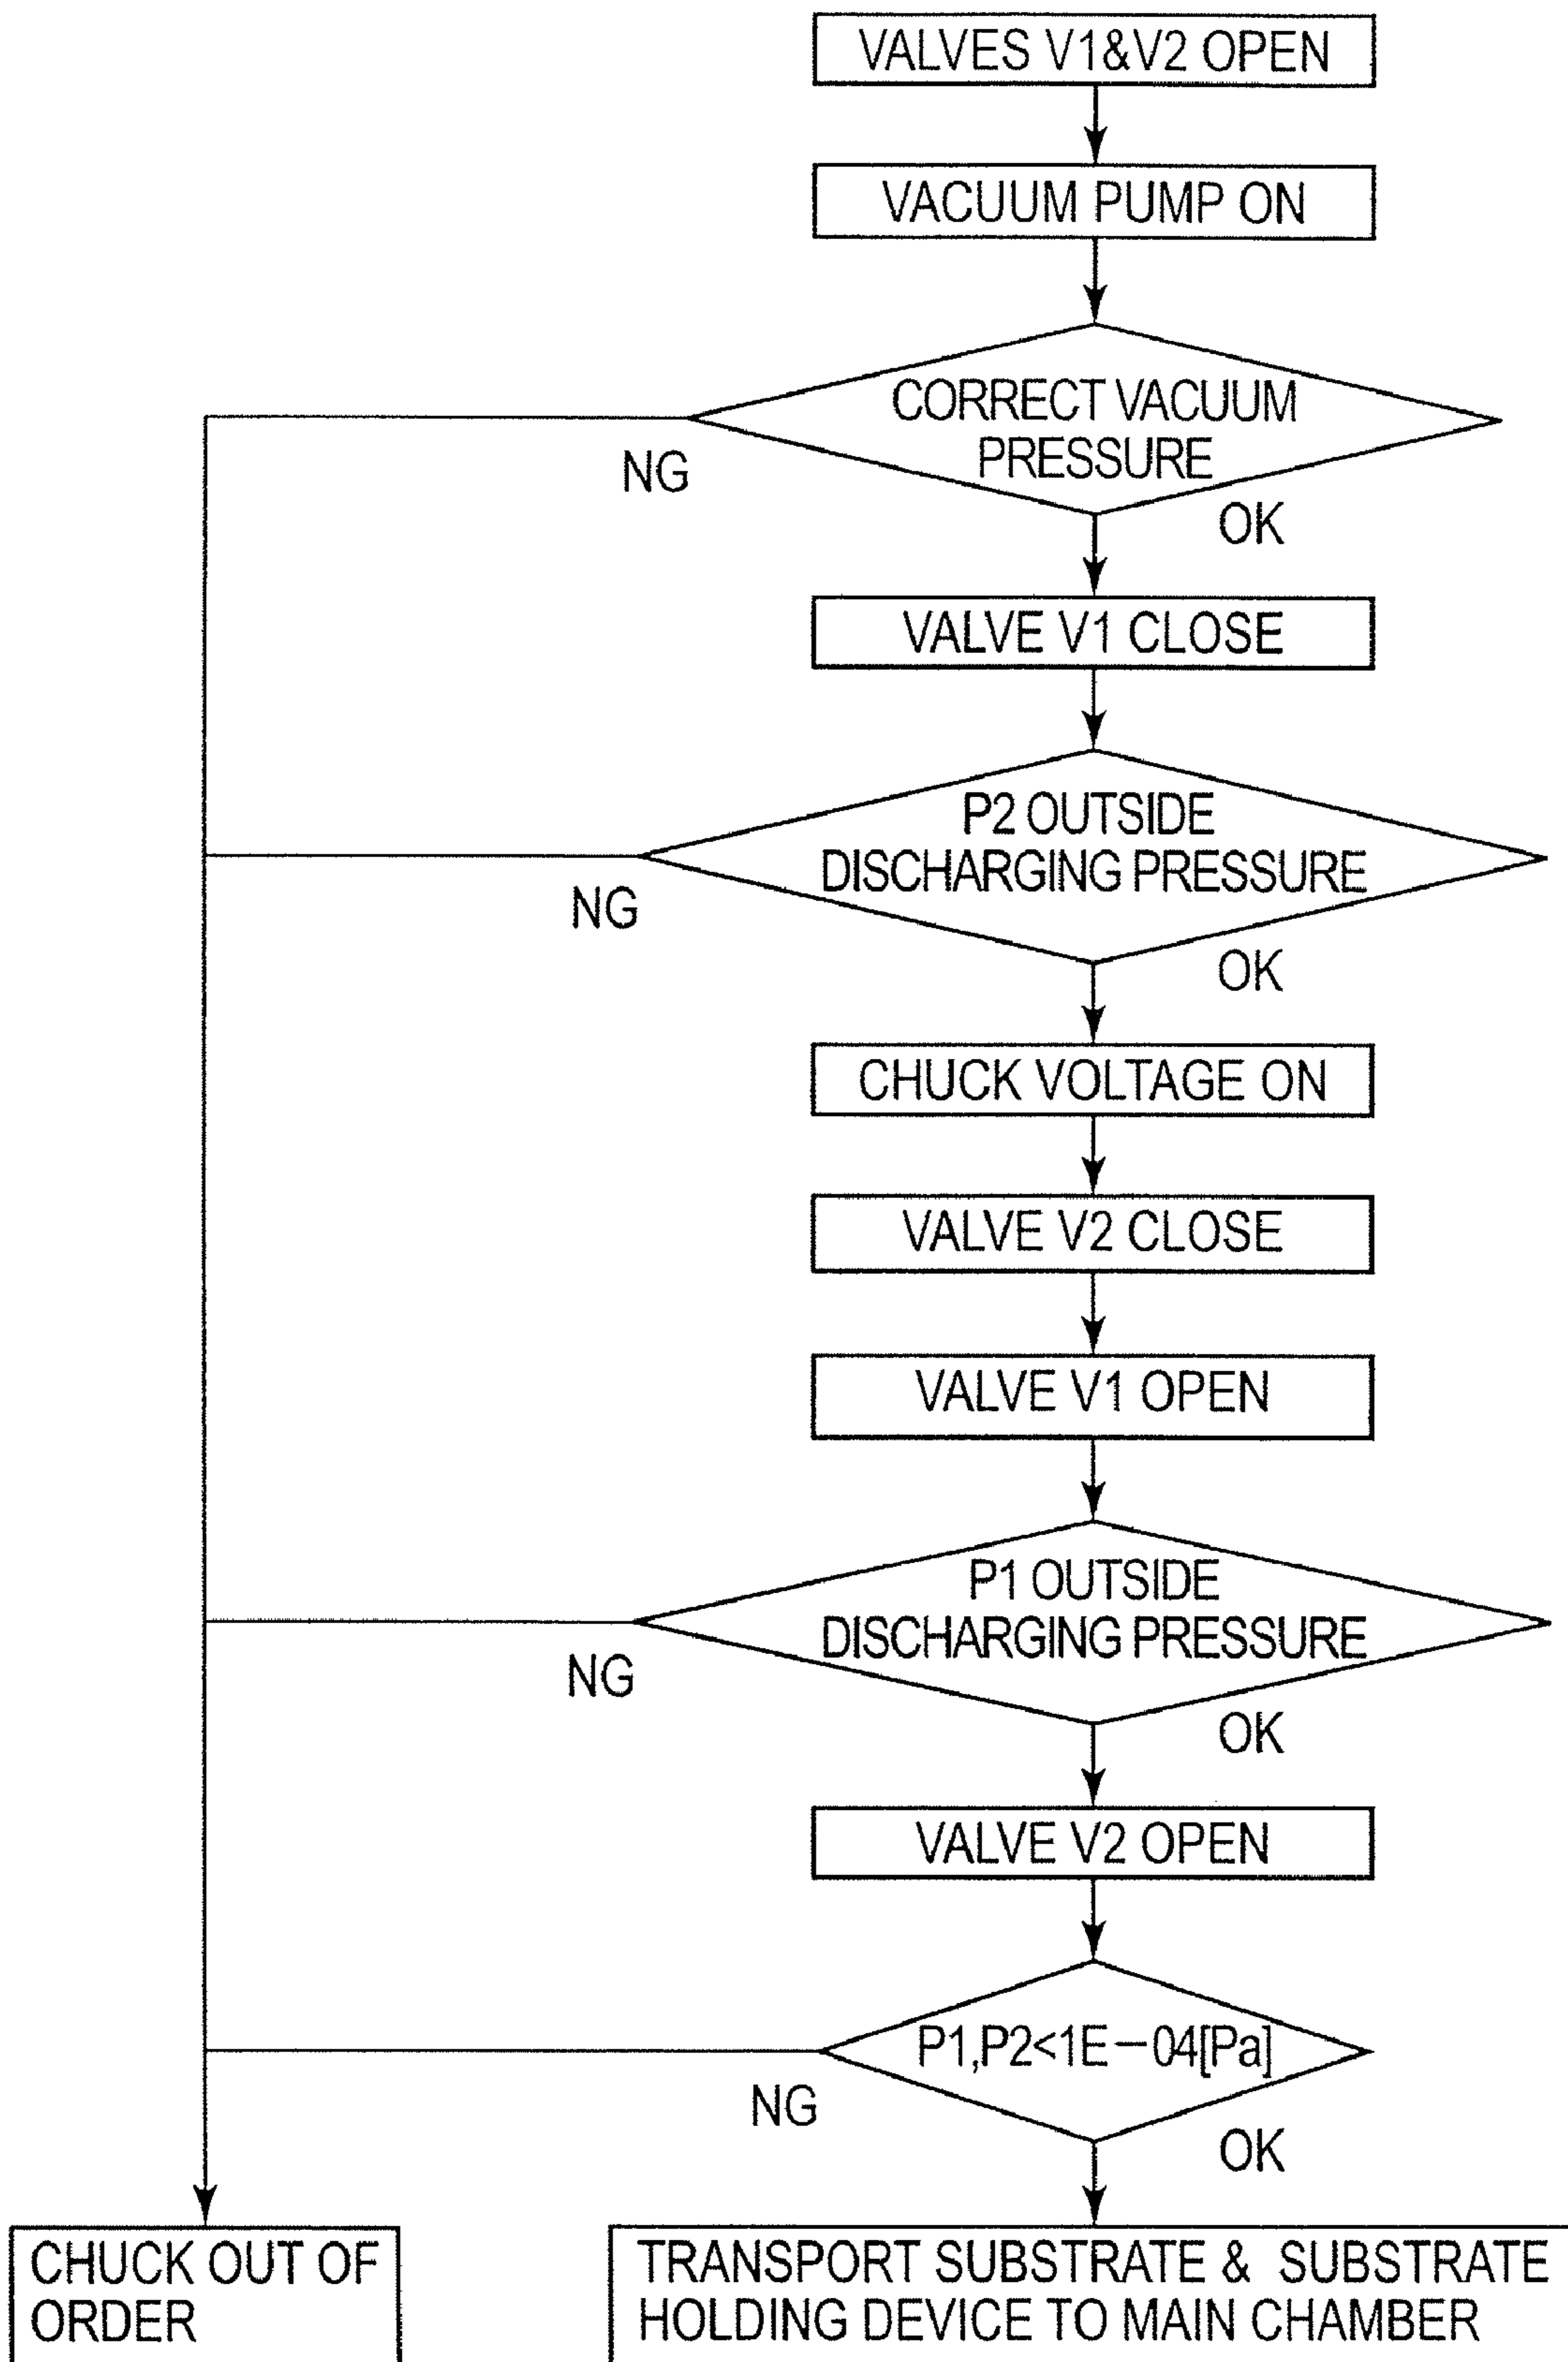 VALVES V1&V2 OPEN
VACUUM PUMP ON
CORRECT VACUUM
PRESSURE
NG
OK
VALVE V1 CLOSE
P2 OUTSIDE
DISCHARGING PRESSURE
NG
OK
CHUCK VOLTAGE ON
VALVE V2 CLOSE
VALVE V1 OPEN
P1 OUTSIDE
DISCHARGING PRESSURE
NG
OK
VALVE V2 OPEN
P1,P2<1E－04[Pa]
NG
OK
CHUCK OUT OF
ORDER
TRANSPORT SUBSTRATE & SUBSTRATE
HOLDING DEVICE TO MAIN CHAMBER